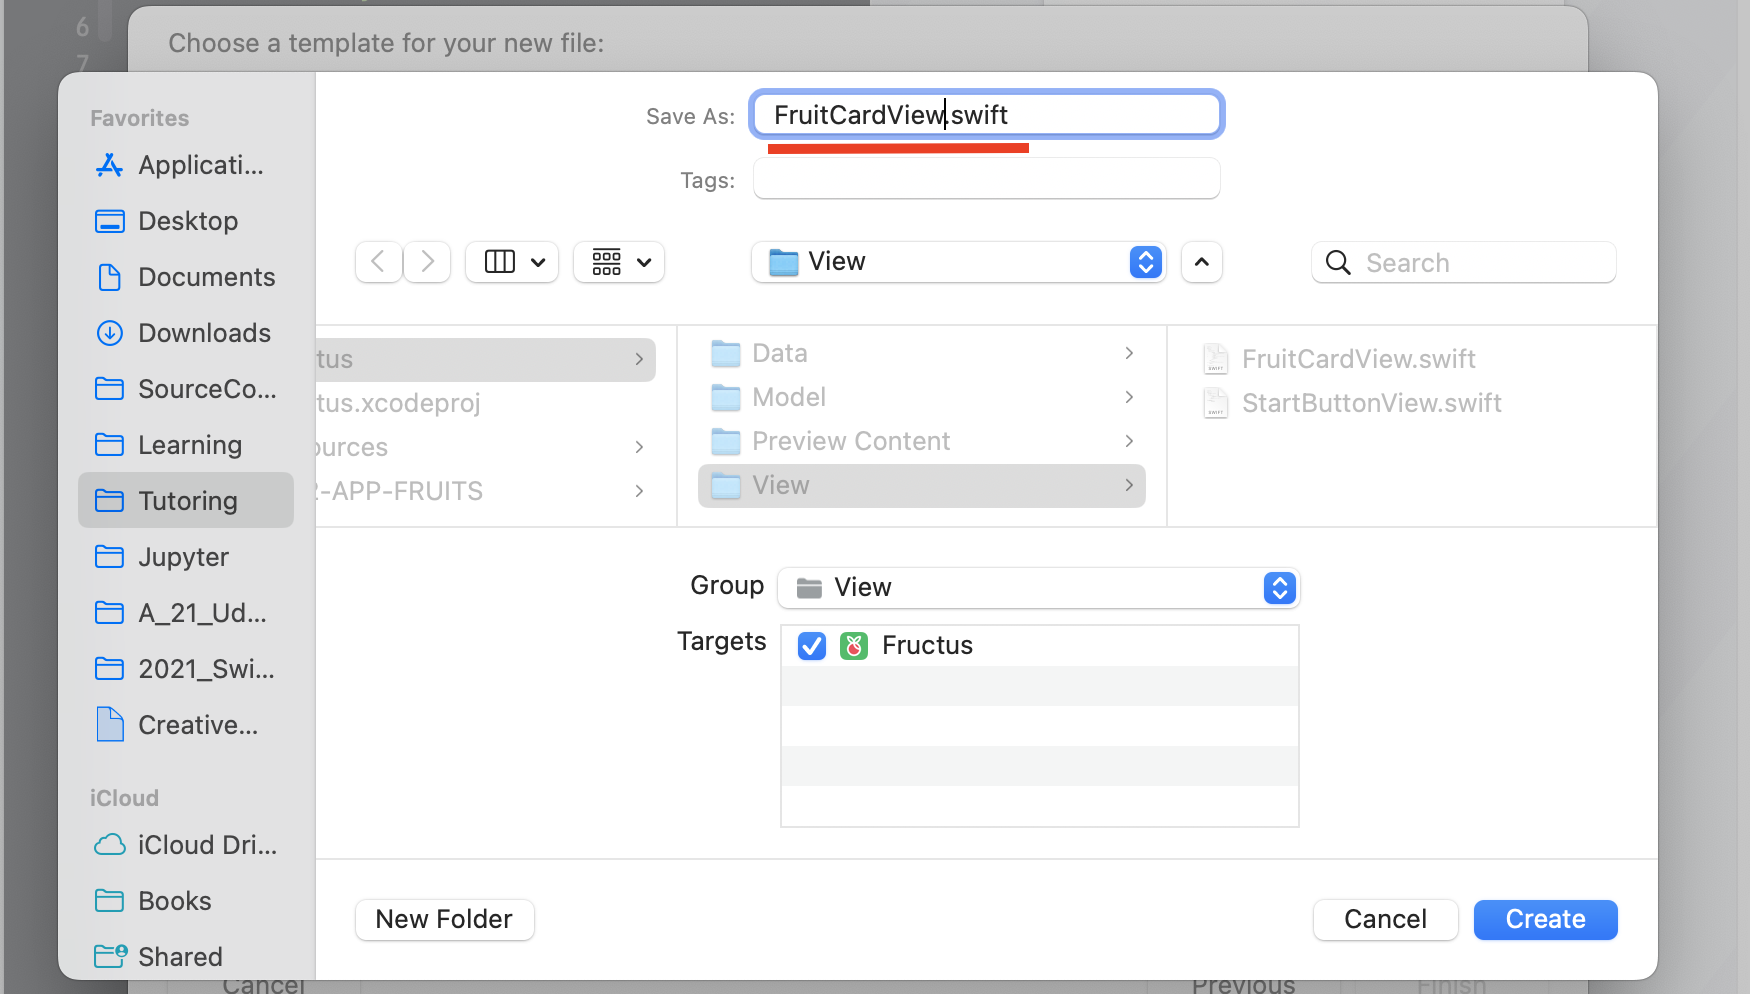 6
Choose a template for your new file:
7
Favorites
Applicati...
Desktop
Documents
Downloads
SourceCo...
Learning
Tutoring
Jupyter
A_21_Ud...
2021_Swi...
Creative...
iCloud
iCloud Dri...
Books
Shared
Save As: FruitCardView.swift
Tags:
View
Search
tus
tus.xcodeproj
ources
2-APP-FRUITS
Data
Model
Preview Content
View
FruitCardView.swift
StartButtonView.swift
Group View
Targets Fructus
New Folder
Cancel
Create
Cancel
Previous
Finish